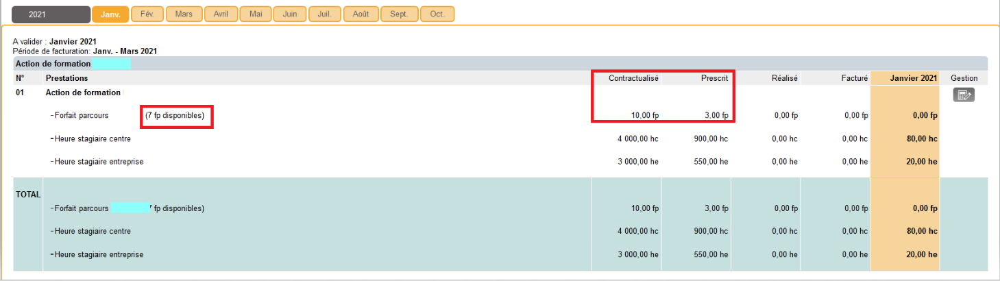 2021 Janv. Fév. Mars Avril Mai Juin Juil. Août Sept. Oct.
A valider : Janvier 2021
Période de facturation: Janv. - Mars 2021
Action de formation
N° Prestations Contractualisé Prescrit Réalisé Facturé Janvier 2021 Gestion
01 Action de formation
- Forfait parcours (7 fp disponibles) 10,00 fp 3,00 fp 0,00 fp 0,00 fp 0,00 fp
- Heure stagiaire centre 4 000,00 hc 900,00 hc 0,00 hc 0,00 hc 80,00 hc
- Heure stagiaire entreprise 3 000,00 he 550,00 he 0,00 he 0,00 he 20,00 he
TOTAL
- Forfait parcours 7 fp disponibles) 10,00 fp 3,00 fp 0,00 fp 0,00 fp 0,00 fp
- Heure stagiaire centre 4 000,00 hc 900,00 hc 0,00 hc 0,00 hc 80,00 hc
- Heure stagiaire entreprise 3 000,00 he 550,00 he 0,00 he 0,00 he 20,00 he